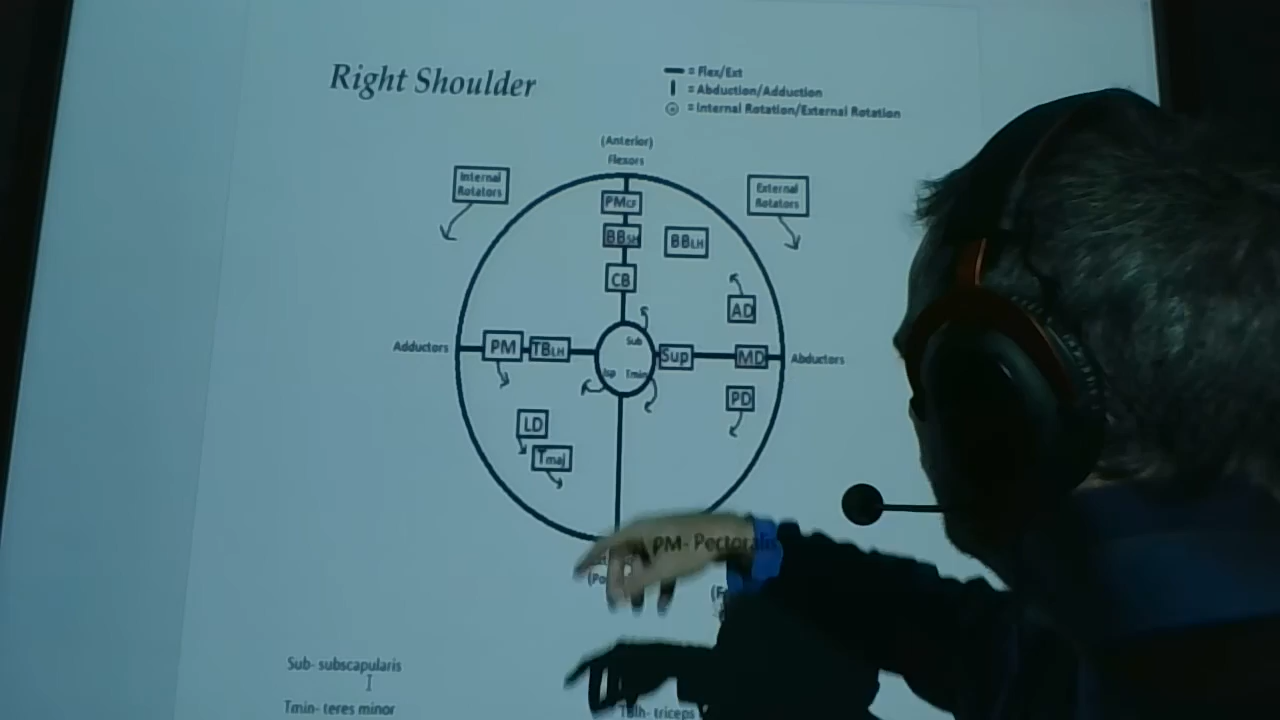 Right Shoulder
= Flex/Ext
= Abduction/Adduction
= Internal Rotation/External Rotation
(Anterior)
Flexors
Internal
Rotators
External
Rotators
PMCF
BBSH
BBLH
CB
AD
Sub
Adductors
PM
TBLH
Sup
MD
Abductors
Isp
Tmin
PD
LD
Tmaj
PM- Pectoralis
(Po
Sub- subscapularis
Tmin- teres minor
TBlh- triceps